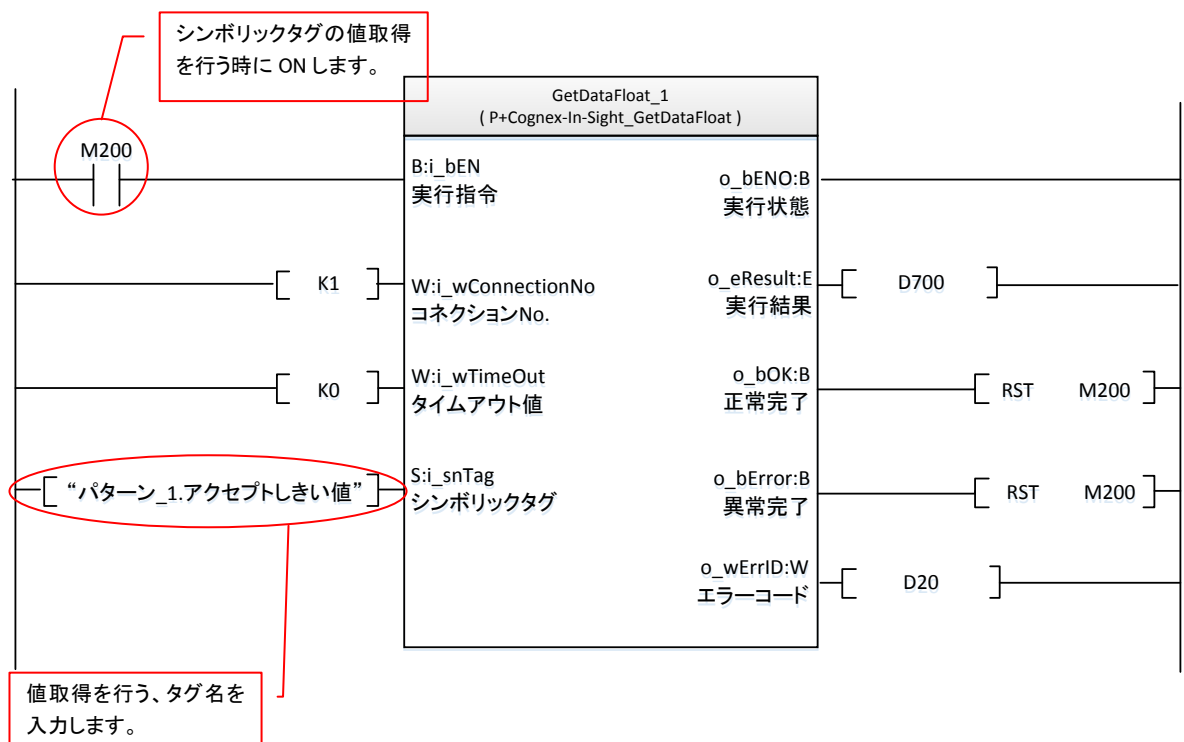 シンボリックタグの値取得
を行う時に ON します。
GetDataFloat_1
( P+Cognex-In-Sight_GetDataFloat )
M200
B:i_bEN
実行指令
o_bENO:B
実行状態
K1
W:i_wConnectionNo
コネクションNo.
o_eResult:E
実行結果
D700
K0
W:i_wTimeOut
タイムアウト値
o_bOK:B
正常完了
RST M200
“パターン_1.アクセプトしきい値”
S:i_snTag
シンボリックタグ
o_bError:B
異常完了
RST M200
o_wErrID:W
エラーコード
D20
値取得を行う、タグ名を
入力します。